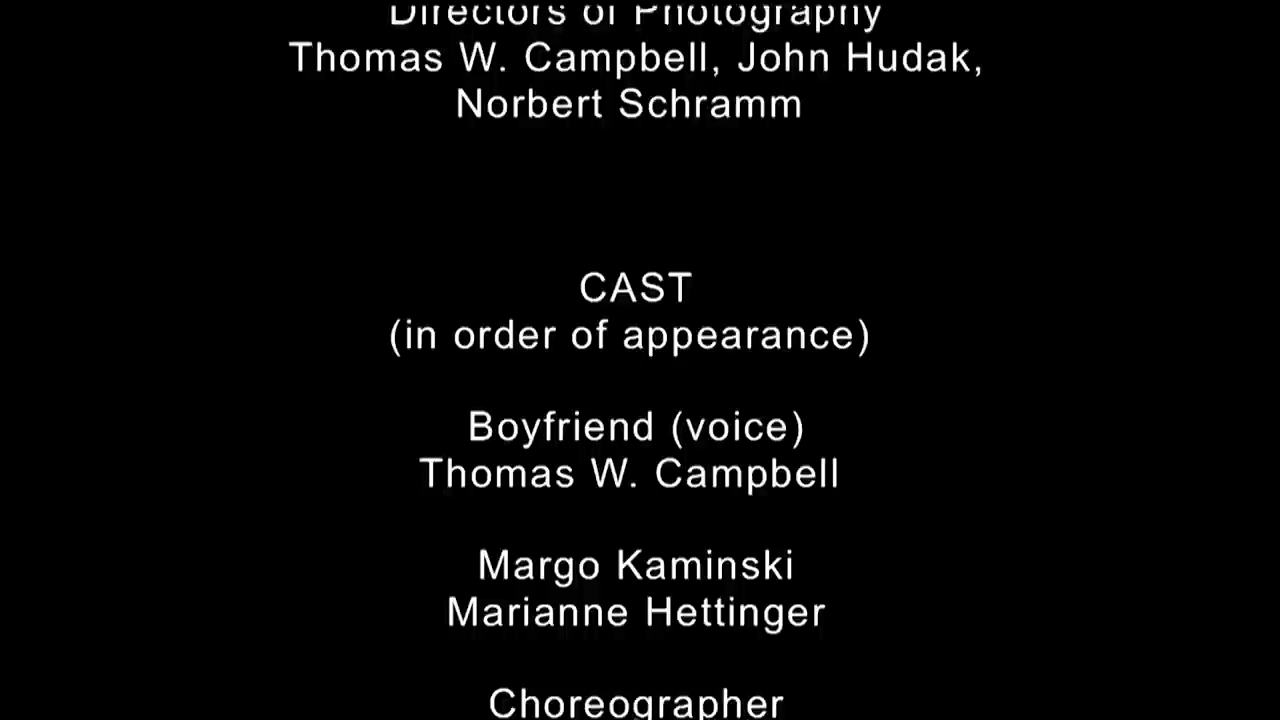 Directors of Photography
Thomas W. Campbell, John Hudak,
Norbert Schramm
CAST
(in order of appearance)
Boyfriend (voice)
Thomas W. Campbell
Margo Kaminski
Marianne Hettinger
Choreographer